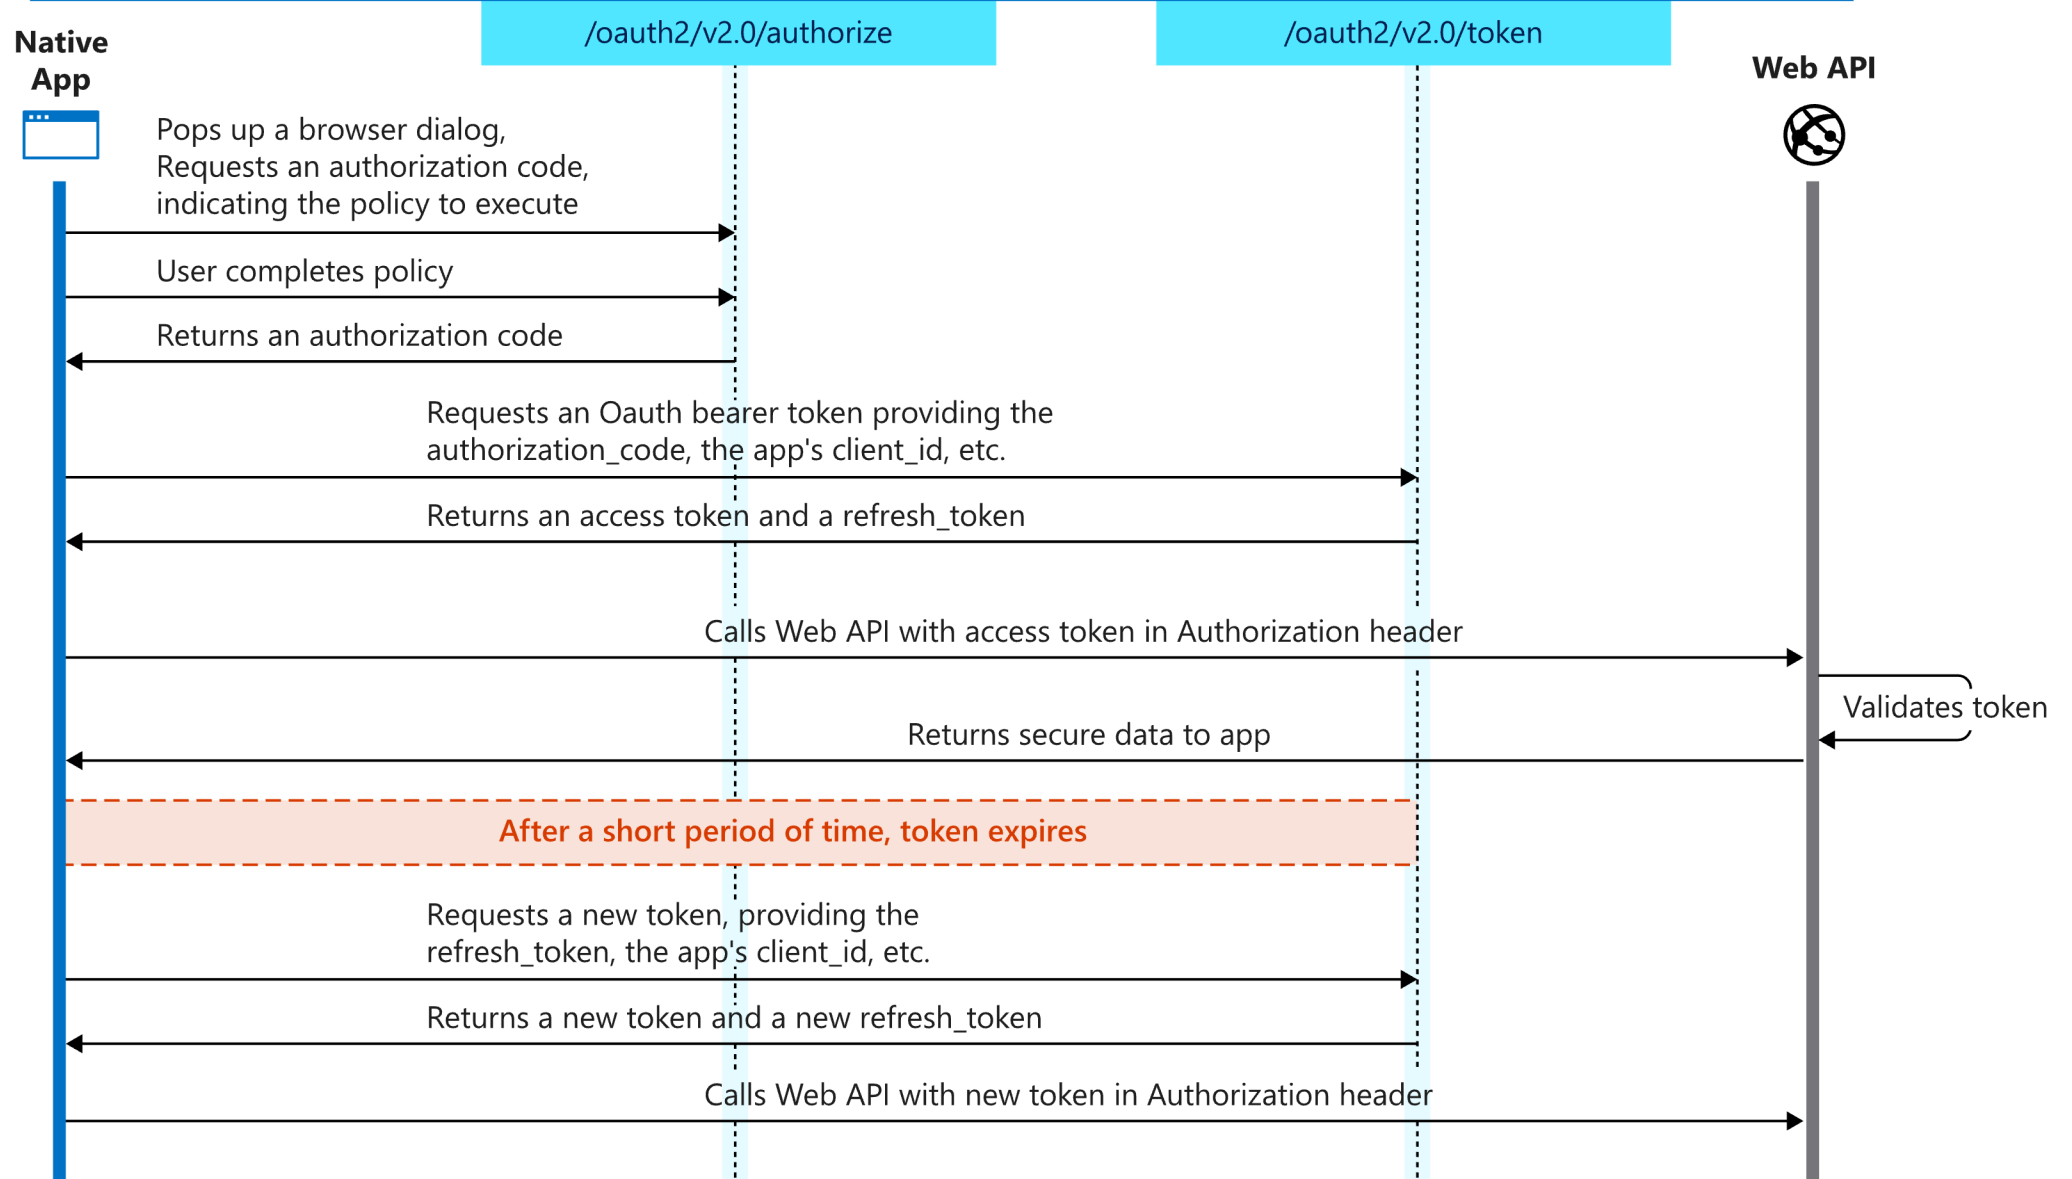 /oauth2/v2.0/authorize
/oauth2/v2.0/token
Native
App
Web API
Pops up a browser dialog,
Requests an authorization code,
indicating the policy to execute
User completes policy
Returns an authorization code
Requests an Oauth bearer token providing the
authorization_code, the app's client_id, etc.
Returns an access token and a refresh_token
Calls Web API with access token in Authorization header
Validates token
Returns secure data to app
After a short period of time, token expires
Requests a new token, providing the
refresh_token, the app's client_id, etc.
Returns a new token and a new refresh_token
Calls Web API with new token in Authorization header